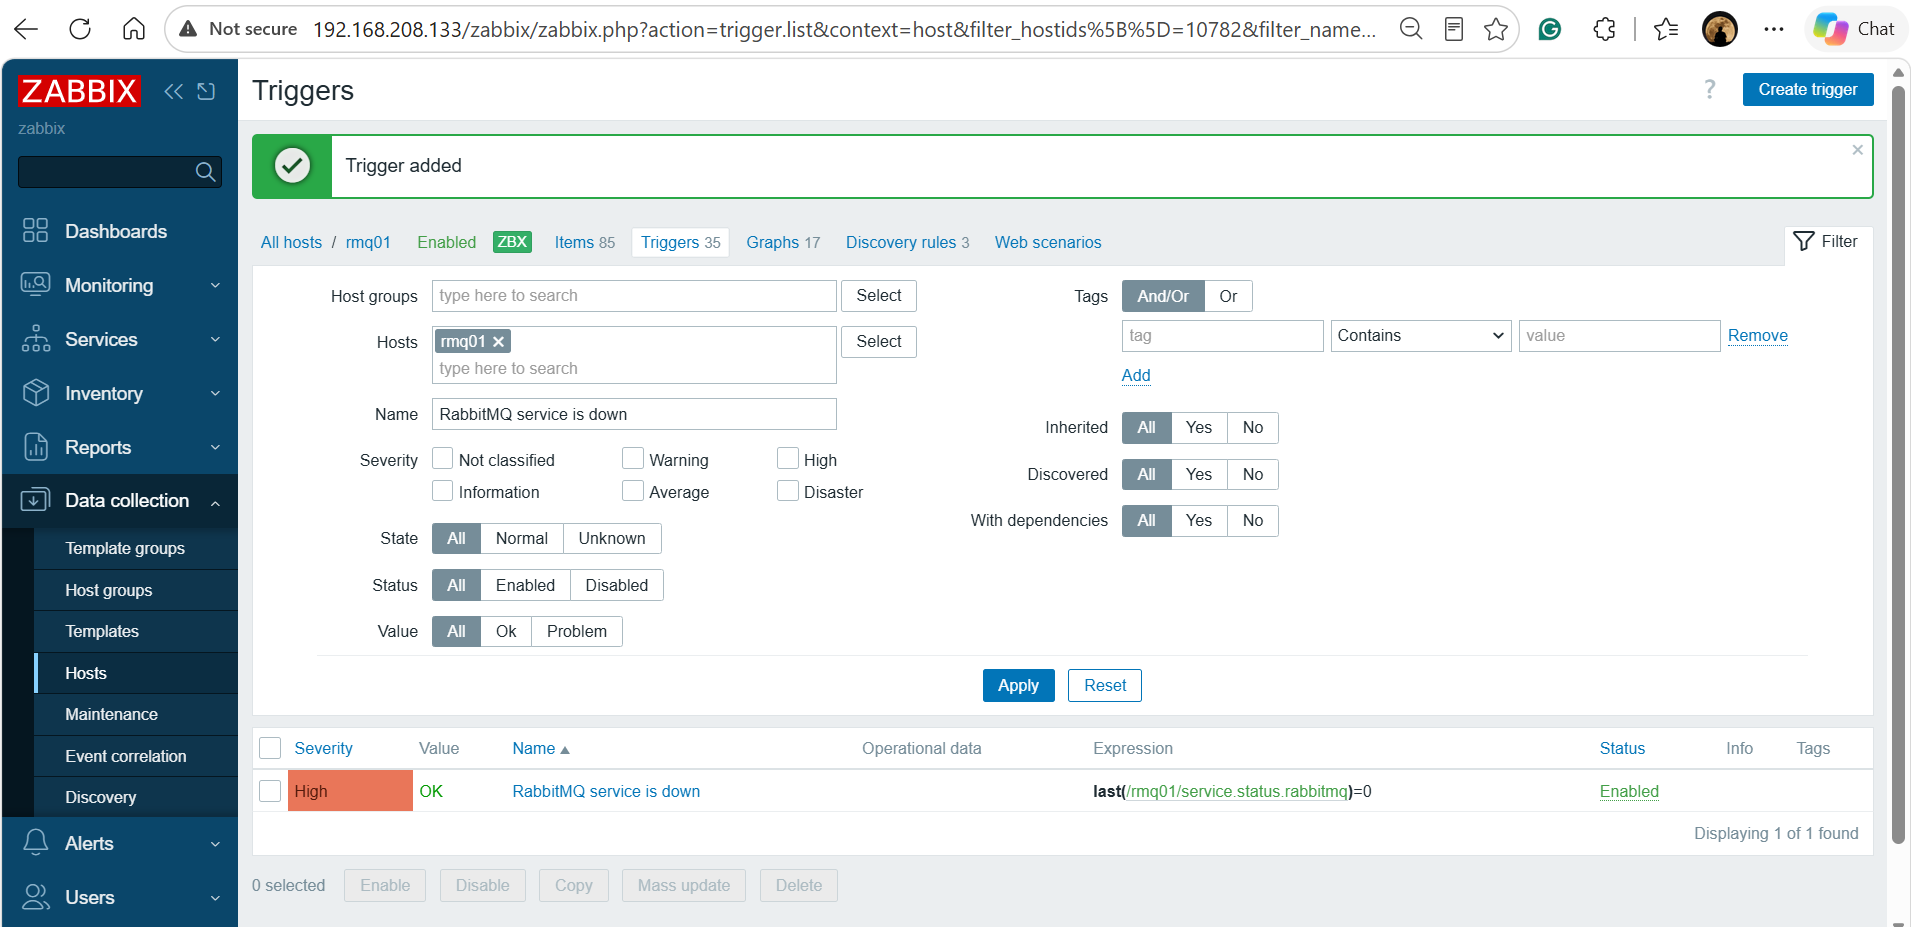 Not secure 192.168.208.133/zabbix/zabbix.php?action=trigger.list&context=host&filter_hostids%5B%5D=10782&filter_name... Chat
ZABBIX
zabbix
Dashboards
Monitoring
Services
Inventory
Reports
Data collection
Template groups
Host groups
Templates
Hosts
Maintenance
Event correlation
Discovery
Alerts
Users
Triggers ? Create trigger
Trigger added
All hosts / rmq01 Enabled ZBX Items 85 Triggers 35 Graphs 17 Discovery rules 3 Web scenarios Filter
Host groups type here to search Select
Hosts rmq01 Select
type here to search
Name RabbitMQ service is down
Severity Not classified Warning High
Information Average Disaster
State All Normal Unknown
Status All Enabled Disabled
Value All Ok Problem
Tags And/Or Or
tag Contains value Remove
Add
Inherited All Yes No
Discovered All Yes No
With dependencies All Yes No
Apply Reset
Severity Value Name Operational data Expression Status Info Tags
High OK RabbitMQ service is down last(/rmq01/service.status.rabbitmq)=0 Enabled
Displaying 1 of 1 found
0 selected Enable Disable Copy Mass update Delete